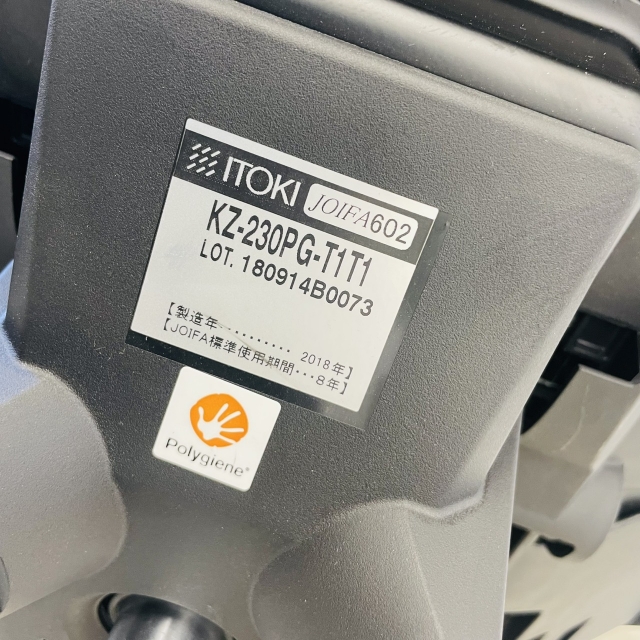 ITOKI JOIFA602
KZ-230PG-T1T1
LOT. 180914B0073
【製造年‥‥‥‥‥ 2018年】
【JOIFA標準使用期間･･･8年】
Polygiene®